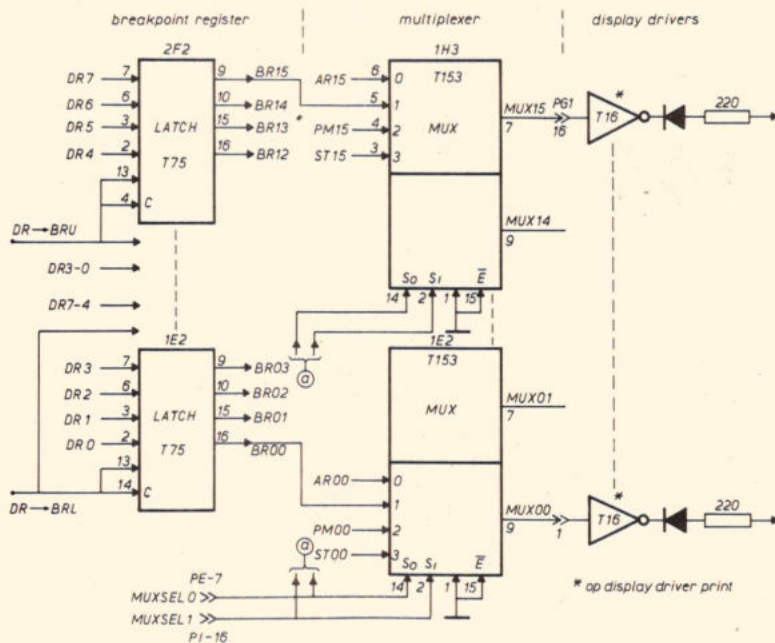 breakpoint register multiplexer display drivers
2F2 1H3
DR7 7 9 BR15 AR15 6 0 T153
DR6 6 10 BR14 5 1 MUX15 PG1 * 220
DR5 3 LATCH 15 BR13 * PM15 4 2 MUX 7 16 T16
DR4 2 T75 16 BR12 ST15 3 3
13
4 C
DR→BRU MUX14
9
DR3-0 S0 S1 E
DR7-4 14 2 1 15
1E2 a 1E2
DR3 7 9 BR03 T153
DR2 6 10 BR02 MUX MUX01
DR1 3 LATCH 15 BR01 7
DR0 2 T75 16 BR00
13 AR00 0
14 C 1 MUX00 * 220
DR→BRL PM00 2 9 1 T16
a ST00 3 S0 S1 E
PE-7 14 2 1 15
MUXSEL0 * op display driver print
MUXSEL1
PI-16